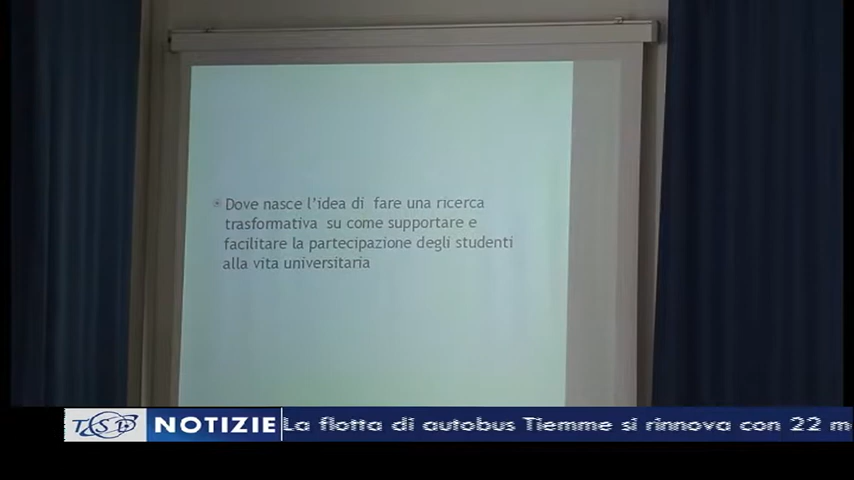 Dove nasce l'idea di fare una ricerca
trasformativa su come supportare e
facilitare la partecipazione degli studenti
alla vita universitaria
NOTIZIE La flotta di autobus Tiemme si rinnova con 22